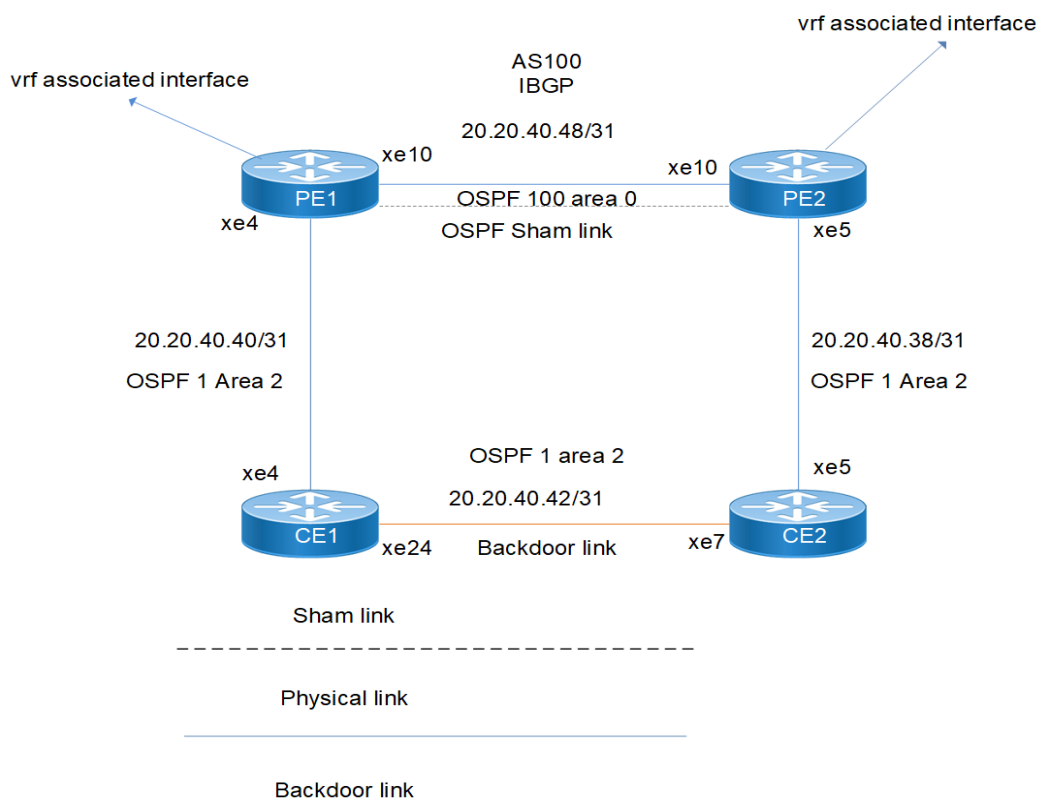 vrf associated interface
vrf associated interface
AS100
IBGP
20.20.40.48/31
xe10
xe10
PE1
OSPF 100 area 0
PE2
xe4
OSPF Sham link
xe5
20.20.40.40/31
20.20.40.38/31
OSPF 1 Area 2
OSPF 1 Area 2
OSPF 1 area 2
xe4
xe5
20.20.40.42/31
CE1
CE2
xe24
Backdoor link
xe7
Sham link
Physical link
Backdoor link